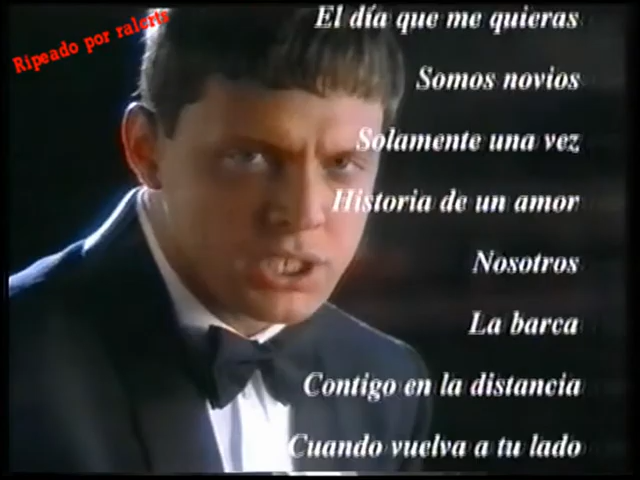 Ripeado por ralerta
El día que me quieras
Somos novios
Solamente una vez
Historia de un amor
Nosotros
La barca
Contigo en la distancia
Cuando vuelva a tu lado